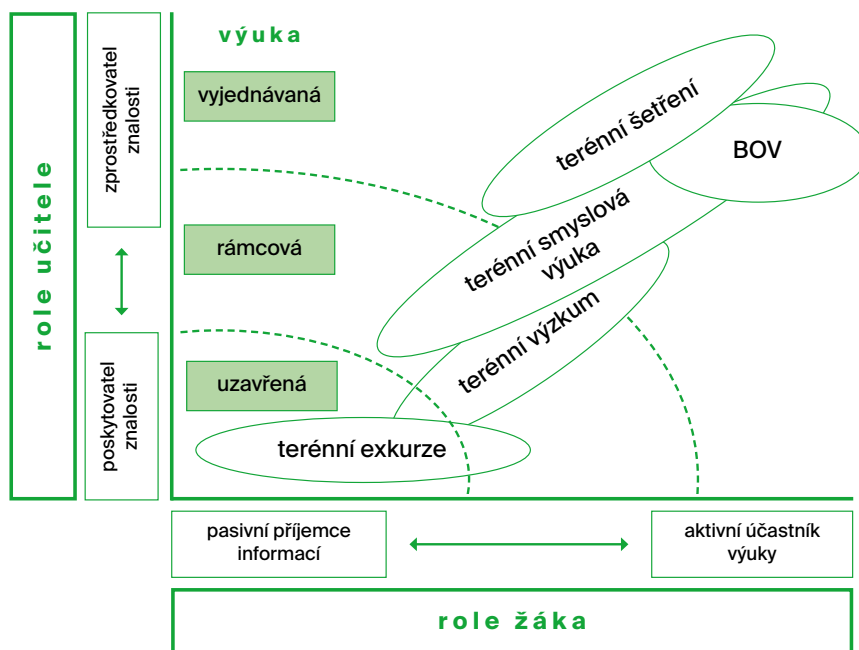 výuka
role učitele
zprostředkovatel
znalosti
poskytovatel
znalosti
vyjednávaná
rámcová
uzavřená
terénní šetření
BOV
terénní smyslová
výuka
terénní výzkum
terénní exkurze
pasivní příjemce
informací
aktivní účastník
výuky
role žáka